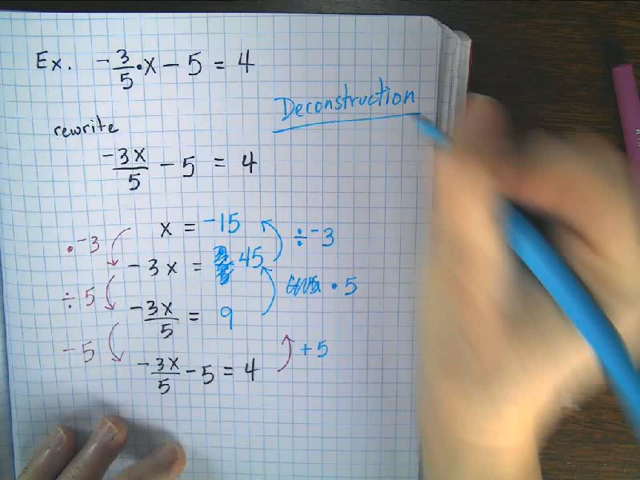 Ex. -3/5 • x - 5 = 4
Deconstruction
rewrite
-3x/5 - 5 = 4
x = -15
• -3
÷ -3
-3x = 45
÷ 5
• 5
-3x/5 = 9
- 5
+ 5
-3x/5 - 5 = 4